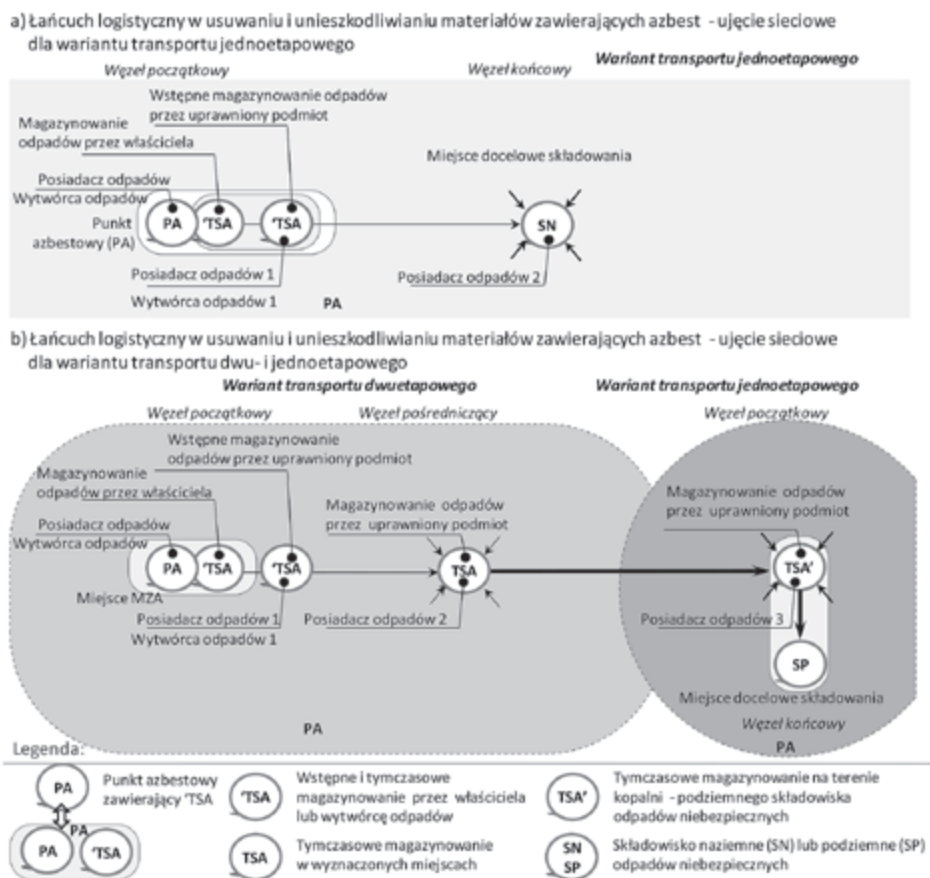 a) Łańcuch logistyczny w usuwaniu i unieszkodliwianiu materiałów zawierających azbest - ujęcie sieciowe
dla wariantu transportu jednoetapowego
Wariant transportu jednoetapowego
Węzeł początkowy
Węzeł końcowy
Wstępne magazynowanie odpadów
przez uprawniony podmiot
Magazynowanie
odpadów przez właściciela
Miejsce docelowe składowania
Posiadacz odpadów
Wytwórca odpadów
Punkt
azbestowy (PA)
PA
'TSA
'TSA
SN
Posiadacz odpadów 1
Wytwórca odpadów 1
PA
Posiadacz odpadów 2
b) Łańcuch logistyczny w usuwaniu i unieszkodliwianiu materiałów zawierających azbest - ujęcie sieciowe
dla wariantu transportu dwu- i jednoetapowego
Wariant transportu dwuetapowego
Wariant transportu jednoetapowego
Węzeł początkowy
Węzeł pośredniczący
Węzeł początkowy
Wstępne magazynowanie
odpadów przez uprawniony podmiot
Magazynowanie
odpadów przez właściciela
Magazynowanie odpadów
przez uprawniony podmiot
Magazynowanie odpadów
przez uprawniony podmiot
Posiadacz odpadów
Wytwórca odpadów
PA
'TSA
'TSA
TSA
TSA'
Miejsce MZA
Posiadacz odpadów 1
Wytwórca odpadów 1
Posiadacz odpadów 2
Posiadacz odpadów 3
SP
Miejsce docelowe składowania
Węzeł końcowy
PA
PA
Legenda:
PA
PA
PA
'TSA
Punkt azbestowy
zawierający 'TSA
'TSA
Wstępne i tymczasowe
magazynowanie przez właściciela
lub wytwórcę odpadów
TSA
Tymczasowe magazynowanie
w wyznaczonych miejscach
TSA'
Tymczasowe magazynowanie na terenie
kopalni - podziemnego składowiska
odpadów niebezpiecznych
SN
SP
Składowisko naziemne (SN) lub podziemne (SP)
odpadów niebezpiecznych